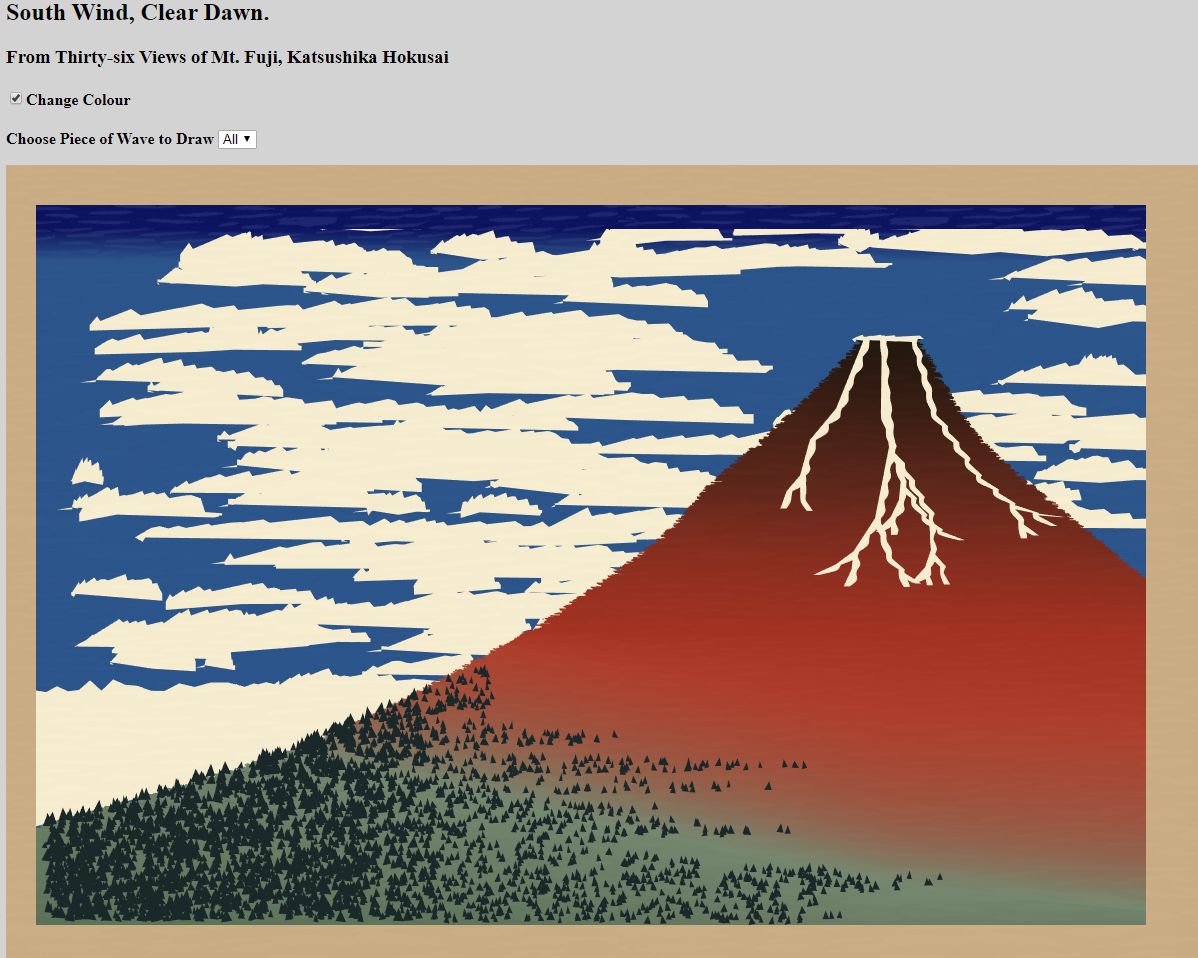 South Wind, Clear Dawn.
From Thirty-six Views of Mt. Fuji, Katsushika Hokusai
Change Colour
Choose Piece of Wave to Draw All